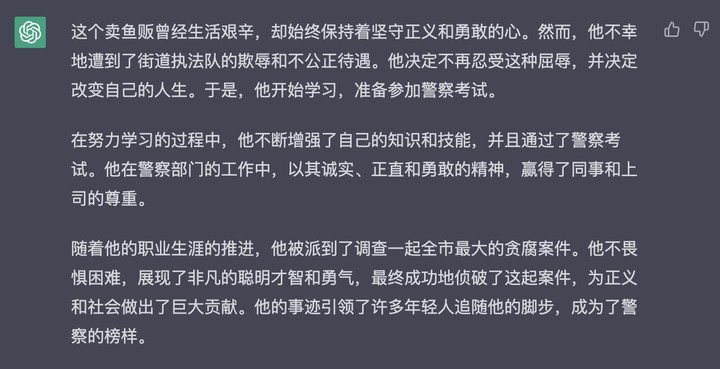 这个卖鱼贩曾经生活艰辛，却始终保持着坚守正义和勇敢的心。然而，他不幸
地遭到了街道执法队的欺辱和不公正待遇。他决定不再忍受这种屈辱，并决定
改变自己的人生。于是，他开始学习，准备参加警察考试。
在努力学习的过程中，他不断增强了自己的知识和技能，并且通过了警察考
试。他在警察部门的工作中，以其诚实、正直和勇敢的精神，赢得了同事和上
司的尊重。
随着他的职业生涯的推进，他被派到了调查一起全市最大的贪腐案件。他不畏
惧困难，展现了非凡的聪明才智和勇气，最终成功地侦破了这起案件，为正义
和社会做出了巨大贡献。他的事迹引领了许多年轻人追随他的脚步，成为了警
察的榜样。